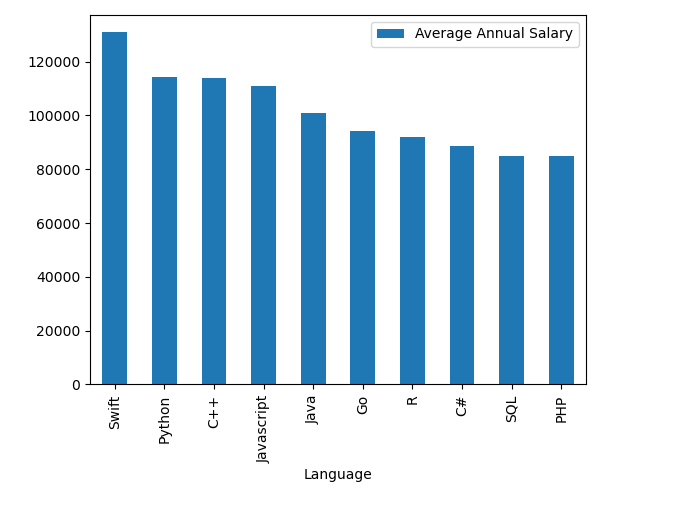 Average Annual Salary
120000
100000
80000
60000
40000
20000
0
Swift
Python
C++
Javascript
Java
Go
R
C#
SQL
PHP
Language